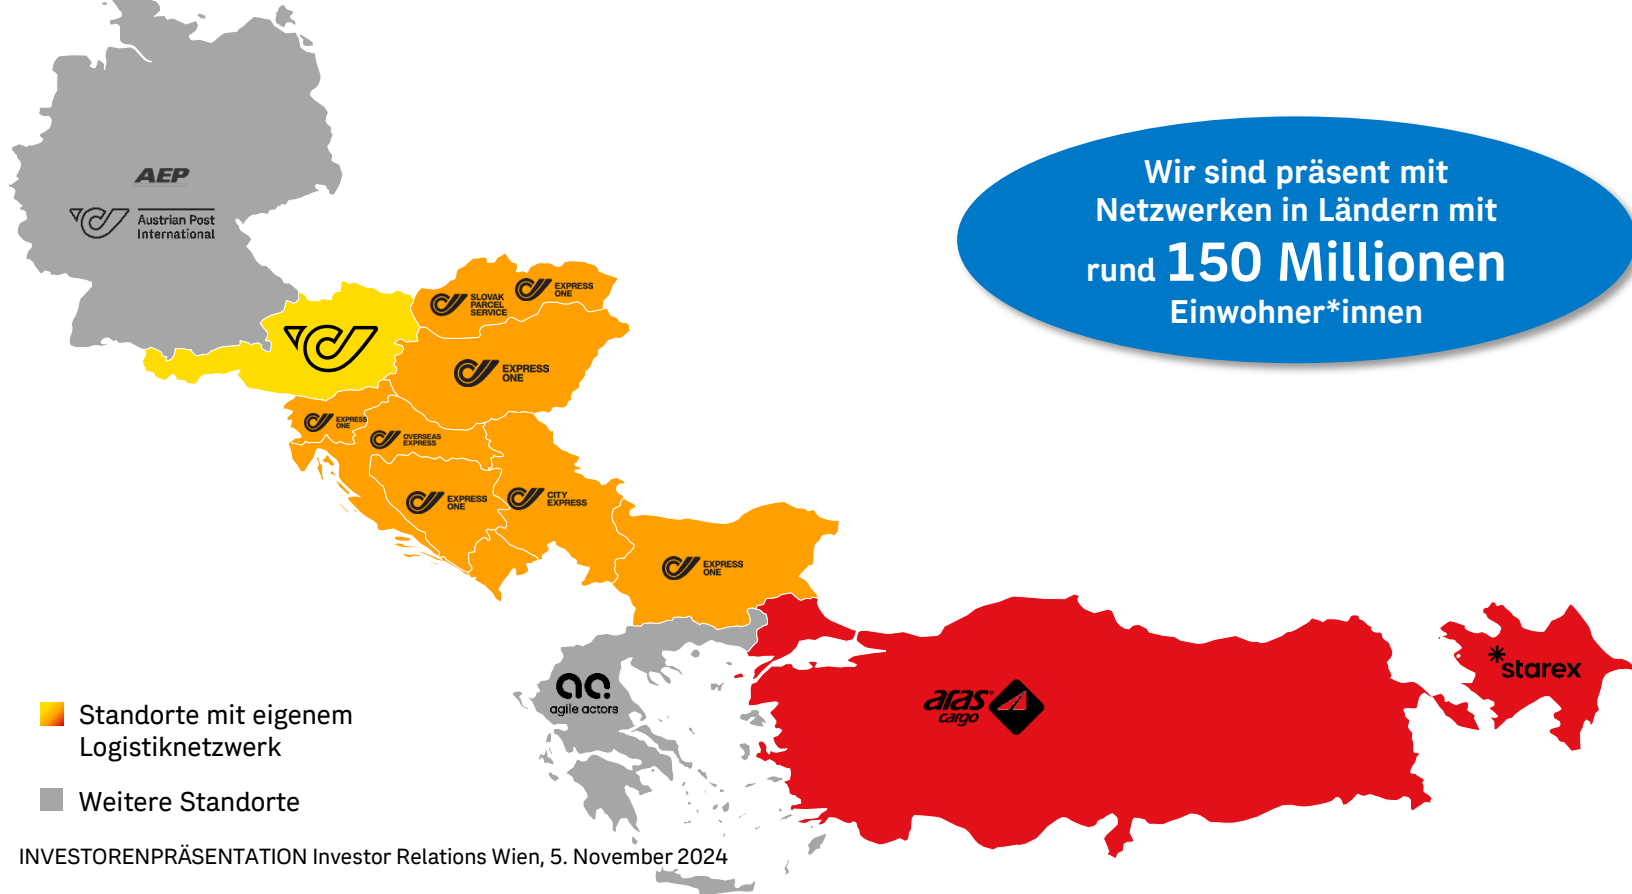 AEP
Austrian Post
International
Wir sind präsent mit
Netzwerken in Ländern mit
rund 150 Millionen
Einwohner*innen
SLOVAK
PARCEL
SERVICE
EXPRESS
ONE
EXPRESS
ONE
EXPRESS
ONE
OVERSEAS
EXPRESS
EXPRESS
ONE
CITY
EXPRESS
EXPRESS
ONE
aras®
cargo
*starex
aa:
agile actors
Standorte mit eigenem
Logistiknetzwerk
Weitere Standorte
INVESTORENPRÄSENTATION Investor Relations Wien, 5. November 2024